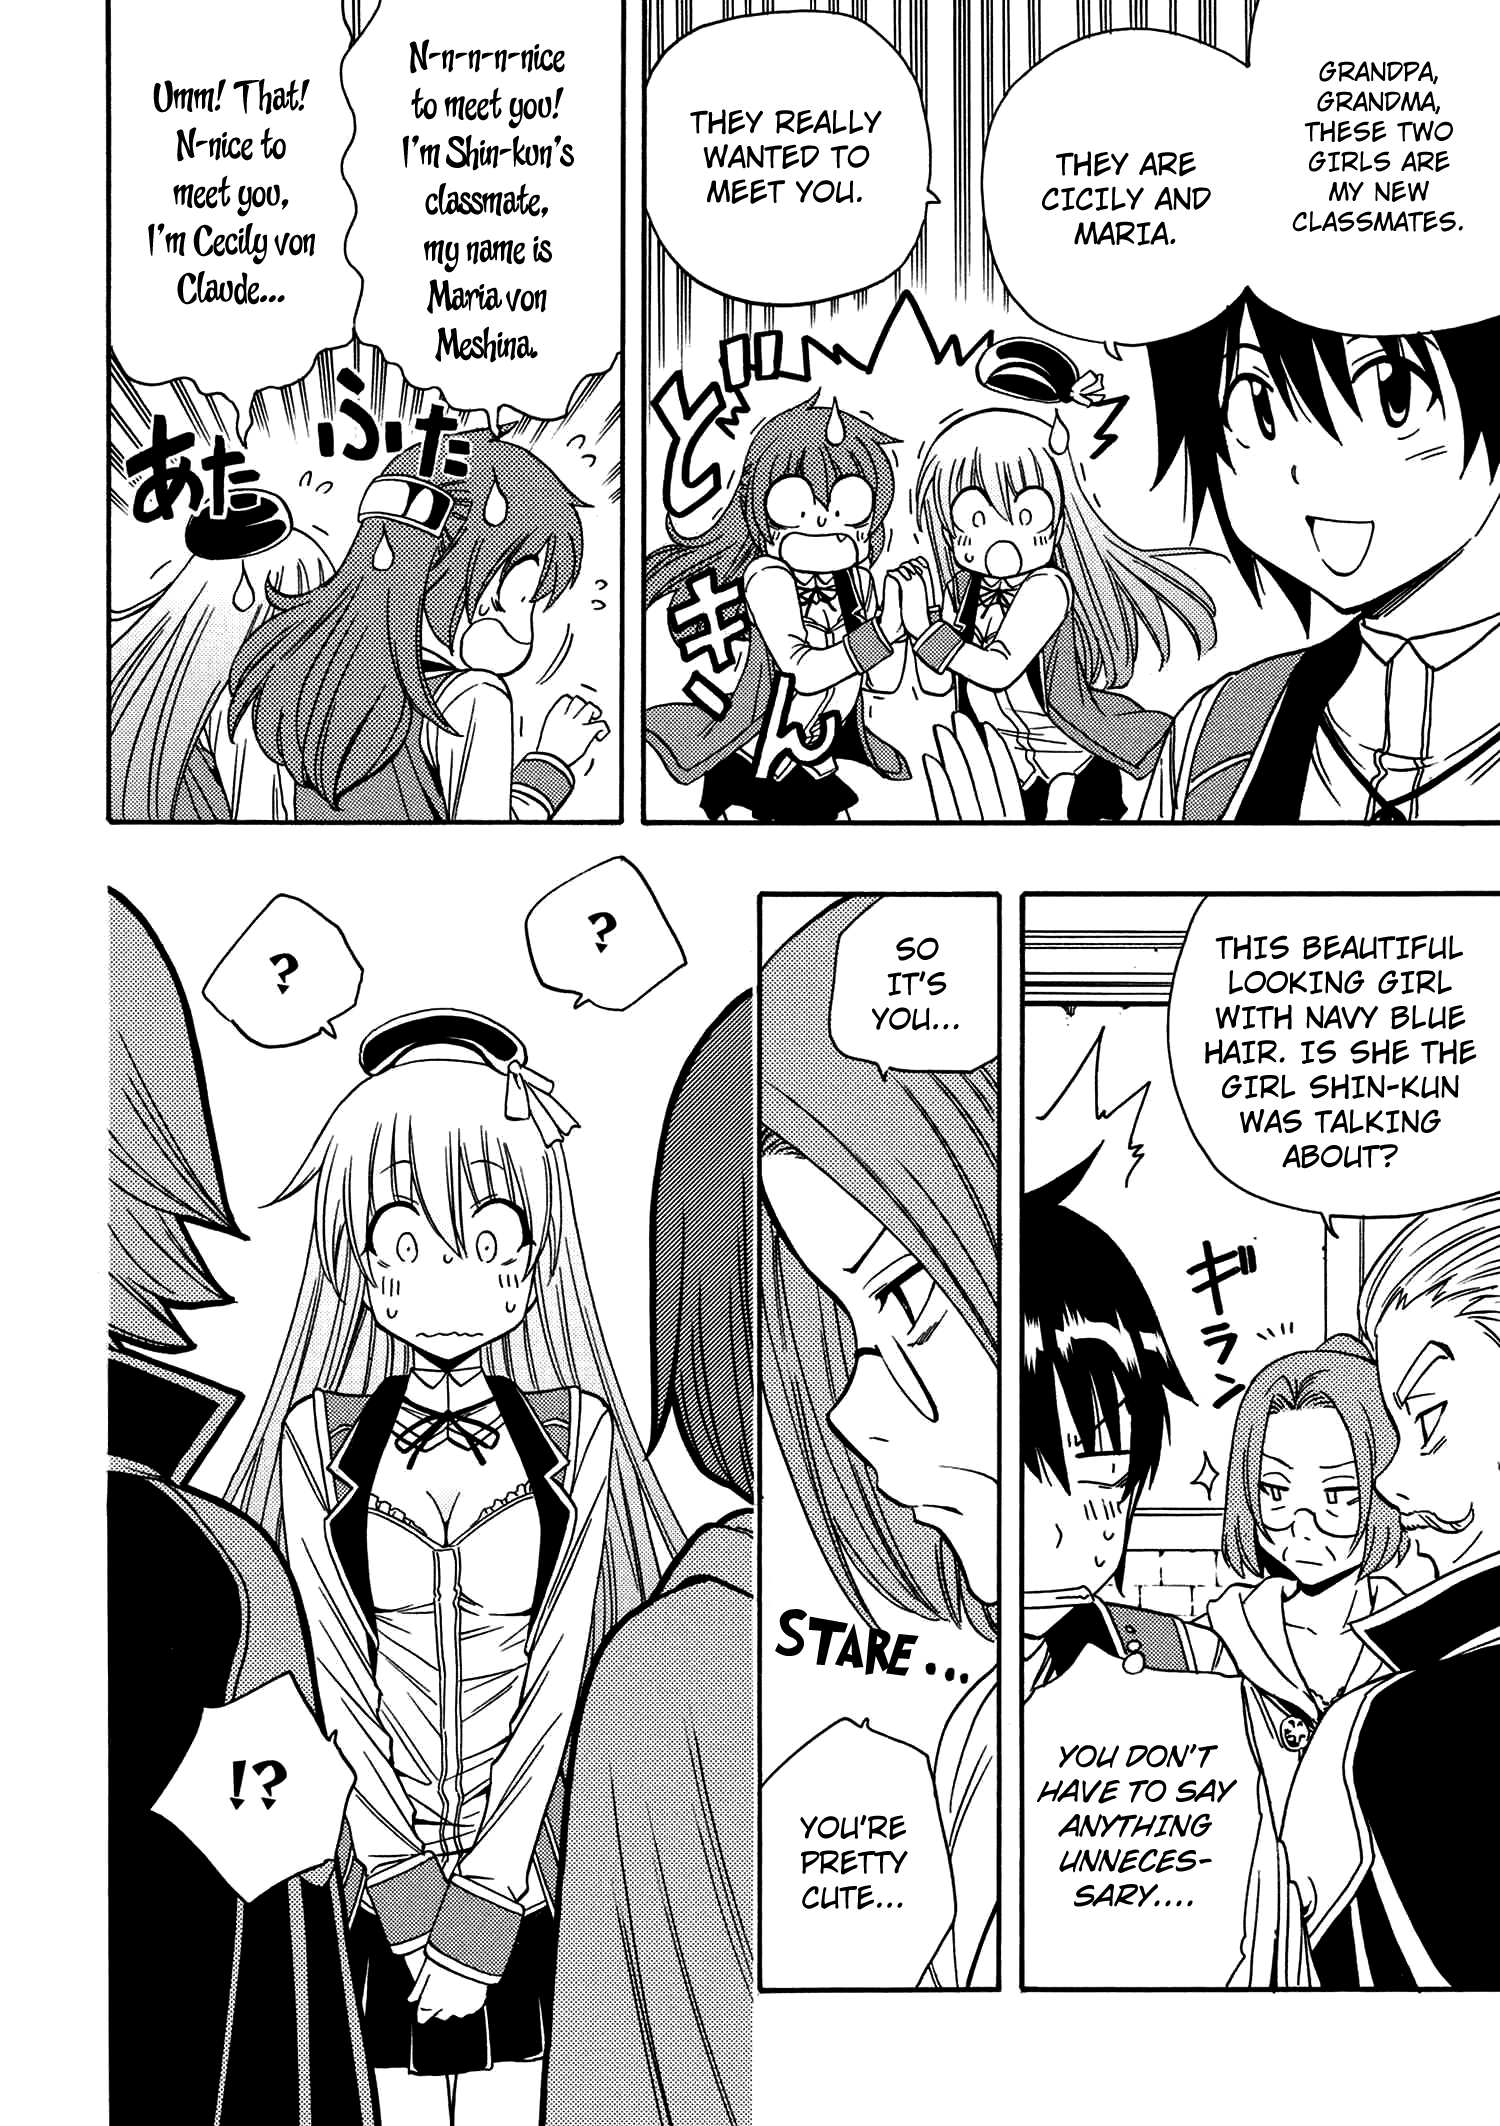 GRANDPA,
GRANDMA,
THESE TWO
GIRLS ARE
MY NEW
CLASSMATES.
THEY ARE
CICILY AND
MARIA.
THEY REALLY
WANTED TO
MEET YOU.
ドッキーん
N-n-n-n-nice
to meet you!
I'm Shin-kun's
classmate,
my name is
Maria von
Meshina.
Umm! That!
N-nice to
meet you,
I'm Cecily von
Claude...
あた
ふた
THIS BEAUTIFUL
LOOKING GIRL
WITH NAVY BLUE
HAIR. IS SHE THE
GIRL SHIN-KUN
WAS TALKING
ABOUT?
ギラン
YOU DON'T
HAVE TO SAY
ANYTHING
UNNECES-
SARY....
SO
IT'S
YOU...
STARE...
YOU'RE
PRETTY
CUTE...
?
?
!?